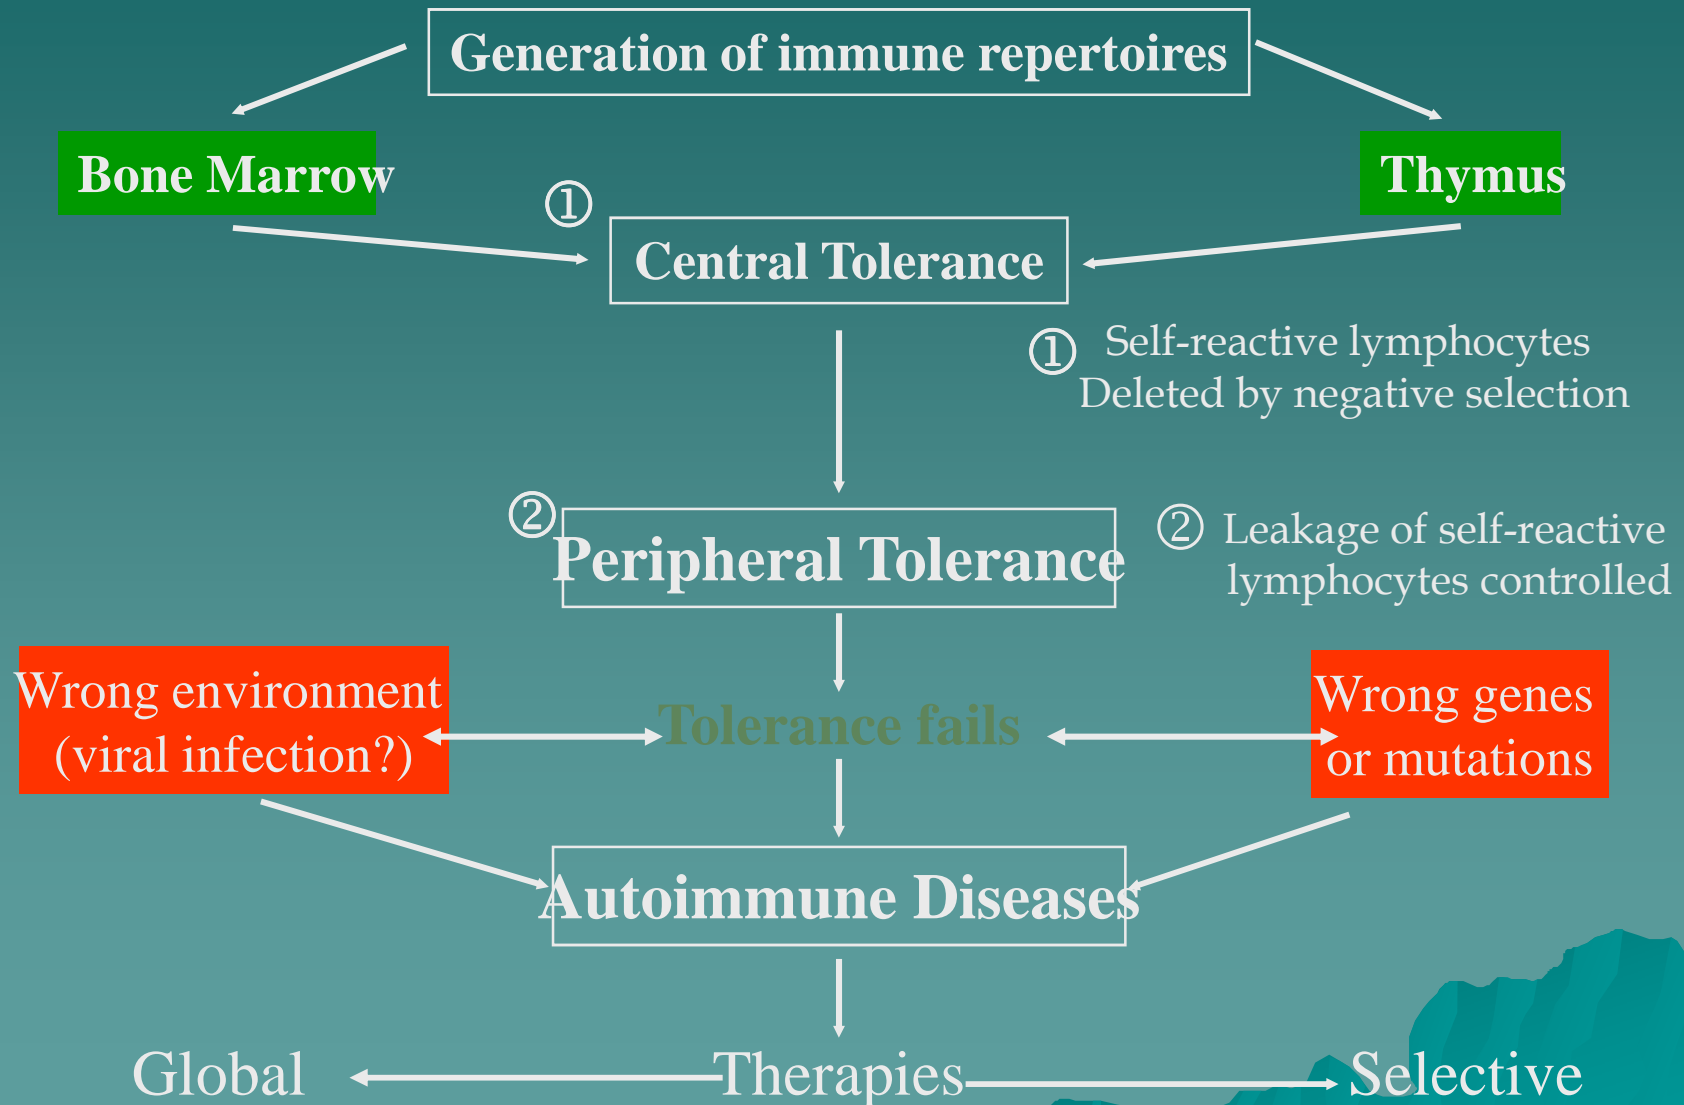 Generation of immune repertoires
Bone Marrow
Thymus
①
Central Tolerance
① Self-reactive lymphocytes
Deleted by negative selection
②
Peripheral Tolerance
② Leakage of self-reactive
lymphocytes controlled
Wrong environment
(viral infection?)
Tolerance fails
Wrong genes
or mutations
Autoimmune Diseases
Global
Therapies
Selective